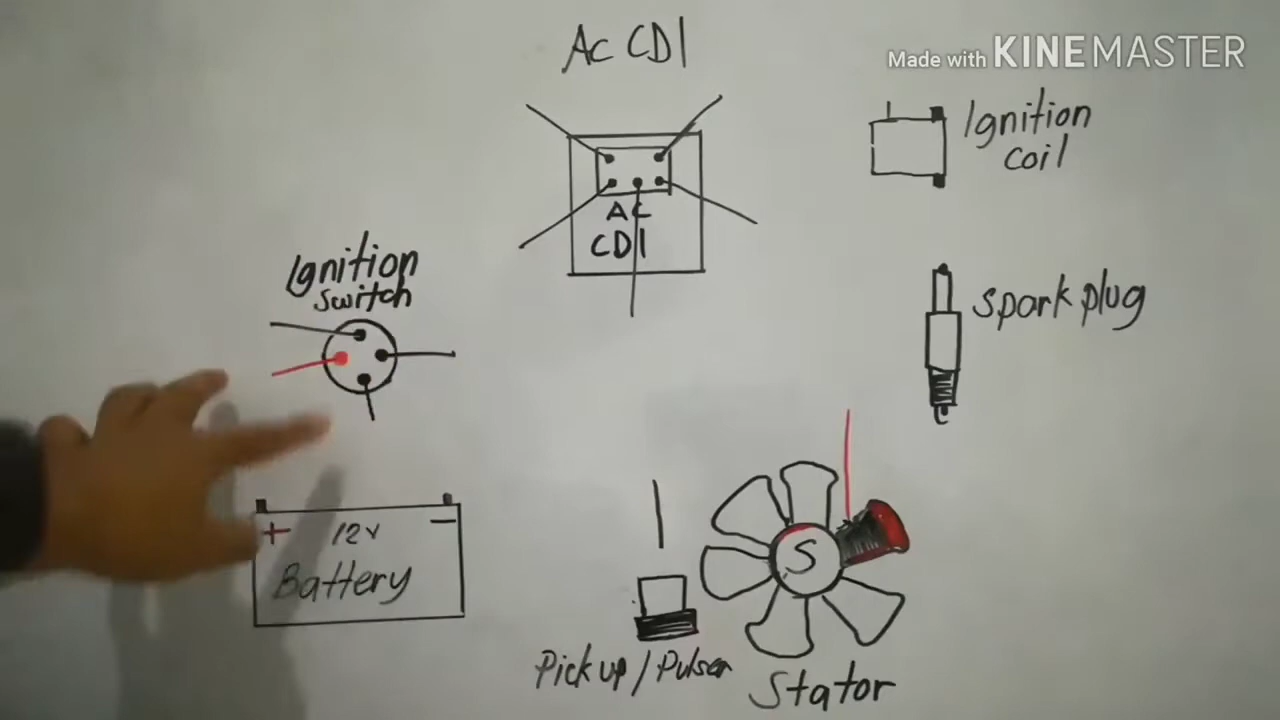 Ac CDI
Made with KINEMASTER
Ignition
coil
AC
CDI
Ignition
switch
spark plug
+ 12v -
Battery
S
Pick up / Pulser
Stator